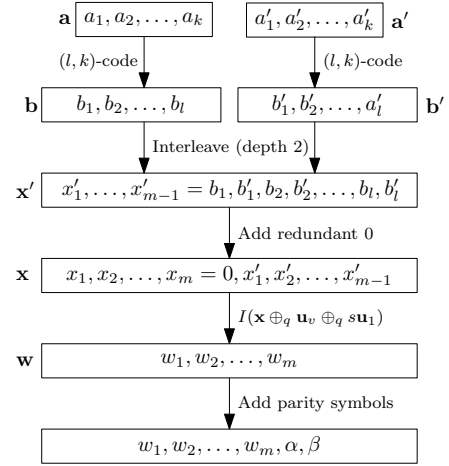 a a₁, a₂, …, aₖ a′₁, a′₂, …, a′ₖ a′
(l, k)-code (l, k)-code
b b₁, b₂, …, bₗ b′₁, b′₂, …, a′ₗ b′
Interleave (depth 2)
x′ x′₁, …, x′ₘ₋₁ = b₁, b′₁, b₂, b′₂, …, bₗ, b′ₗ
Add redundant 0
x x₁, x₂, …, xₘ = 0, x′₁, x′₂, …, x′ₘ₋₁
I(x ⊕_q u_v ⊕_q su₁)
w w₁, w₂, …, wₘ
Add parity symbols
w₁, w₂, …, wₘ, α, β